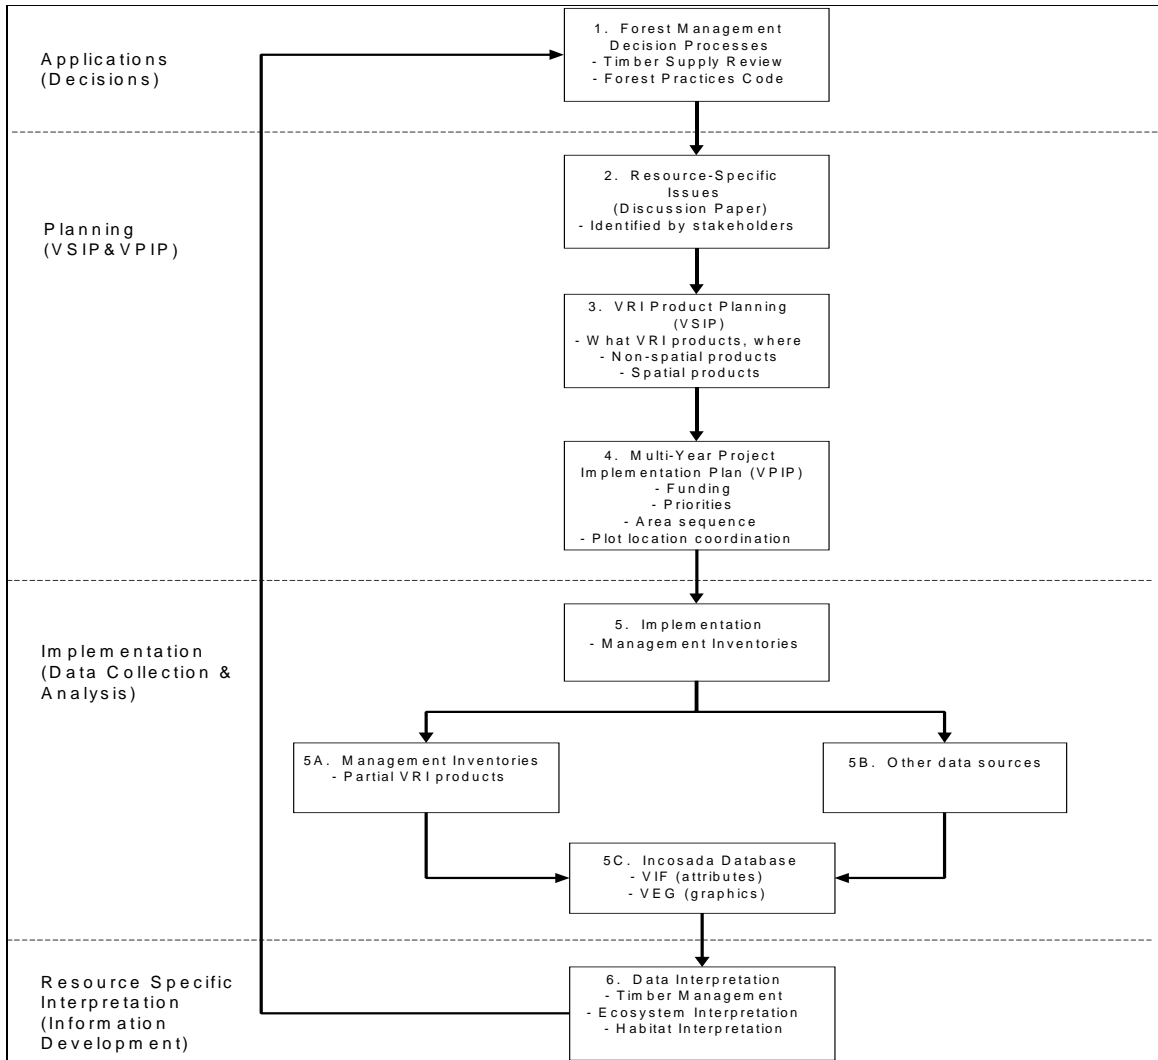 Applications
(Decisions)
1. Forest Management
Decision Processes
- Timber Supply Review
- Forest Practices Code
Planning
(VSIP&VPIP)
2. Resource-Specific
Issues
(Discussion Paper)
- Identified by stakeholders
3. VRI Product Planning
(VSIP)
- What VRI products, where
- Non-spatial products
- Spatial products
4. Multi-Year Project
Implementation Plan (VPIP)
- Funding
- Priorities
- Area sequence
- Plot location coordination
Implementation
(Data Collection &
Analysis)
5. Implementation
- Management Inventories
5A. Management Inventories
- Partial VRI products
5B. Other data sources
5C. Incosada Database
- VIF (attributes)
- VEG (graphics)
Resource Specific
Interpretation
(Information
Development)
6. Data Interpretation
- Timber Management
- Ecosystem Interpretation
- Habitat Interpretation